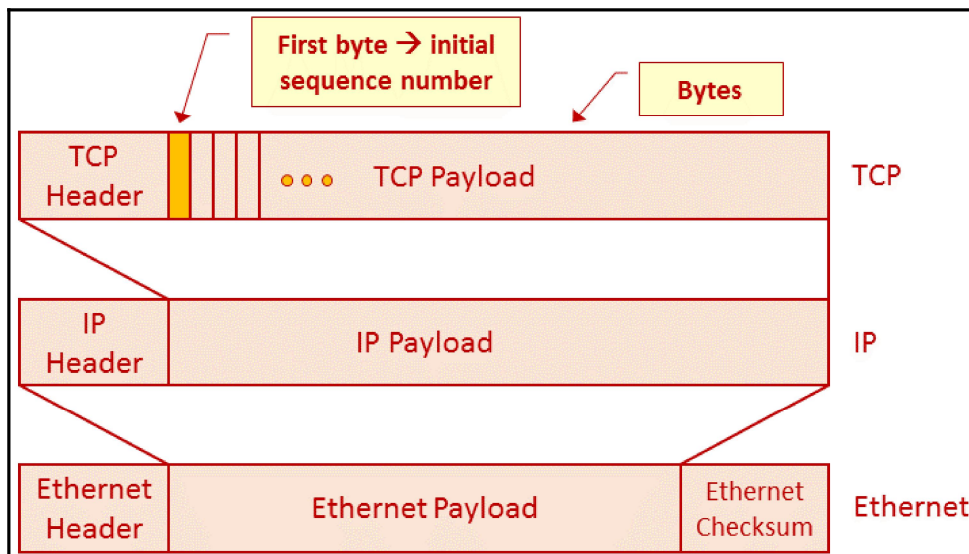 First byte → initial
sequence number
Bytes
TCP
Header
TCP Payload
TCP
IP
Header
IP Payload
IP
Ethernet
Header
Ethernet Payload
Ethernet
Checksum
Ethernet